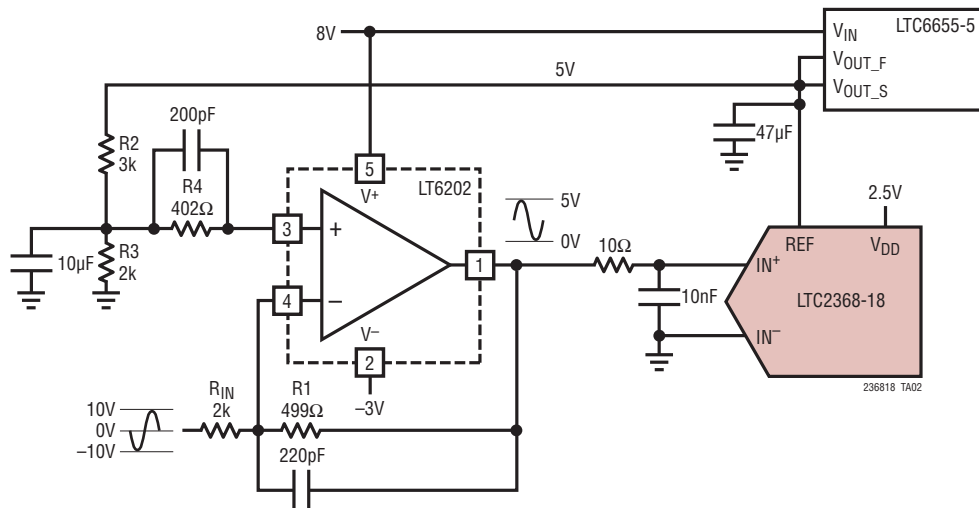 8V
V_IN
LTC6655-5
V_OUT_F
5V
V_OUT_S
200pF
47µF
R2
3k
R4
402Ω
5
V+
LT6202
2.5V
5V
0V
3
+
10µF
R3
2k
1
10Ω
REF
V_DD
IN+
4
–
10nF
LTC2368-18
V–
2
IN–
–3V
236818 TA02
R_IN
2k
R1
499Ω
10V
0V
–10V
220pF